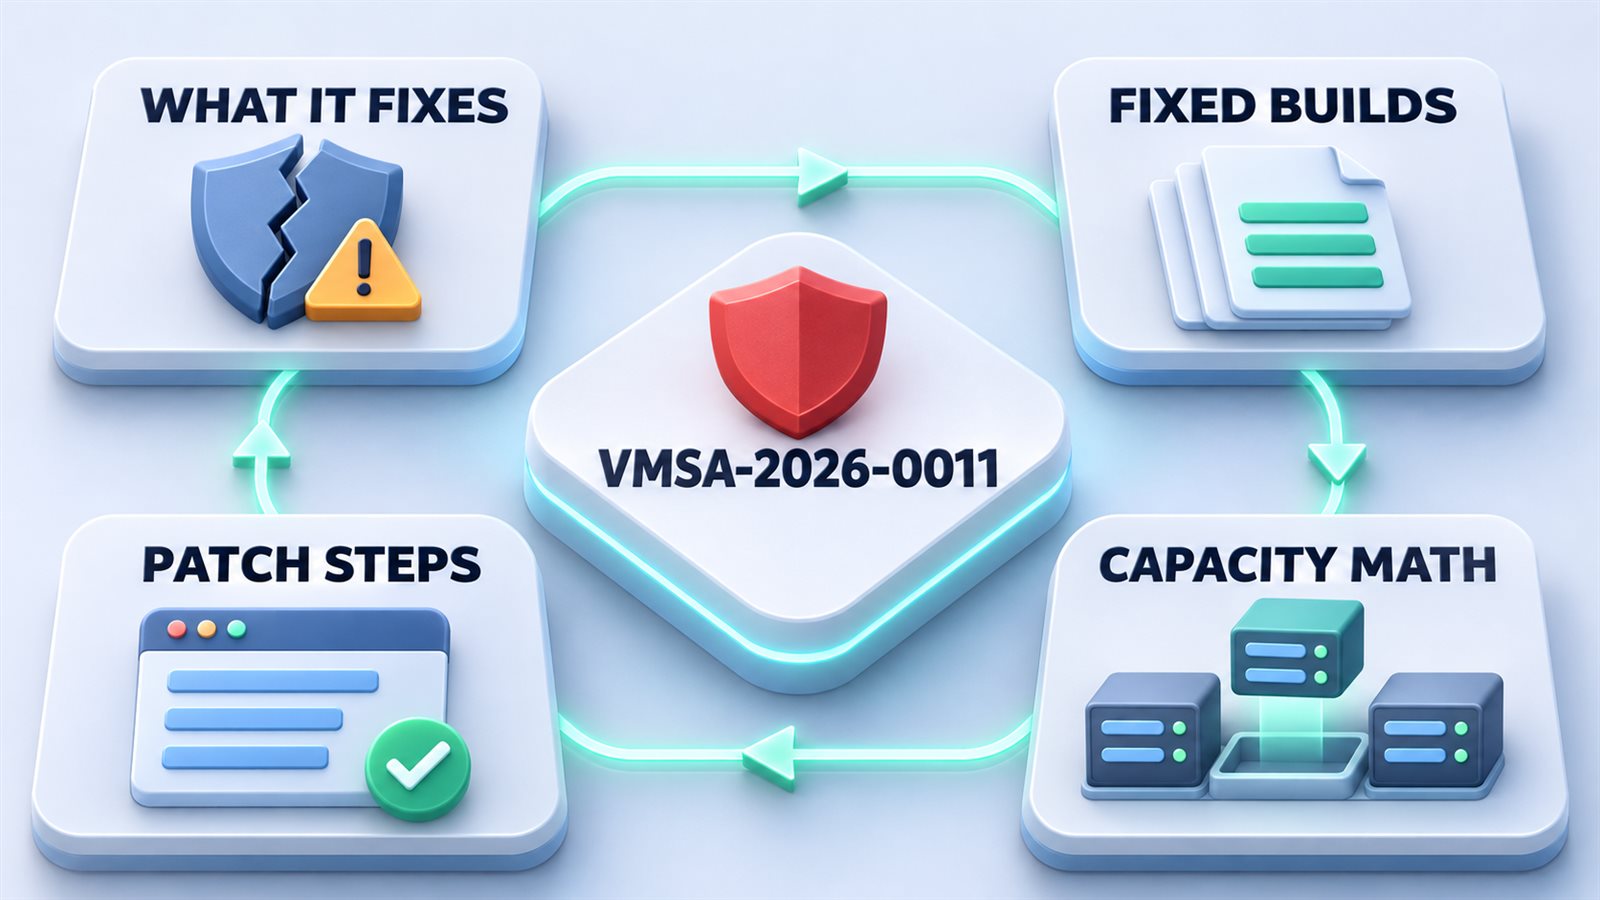 WHAT IT FIXES
FIXED BUILDS
VMSA-2026-0011
PATCH STEPS
CAPACITY MATH